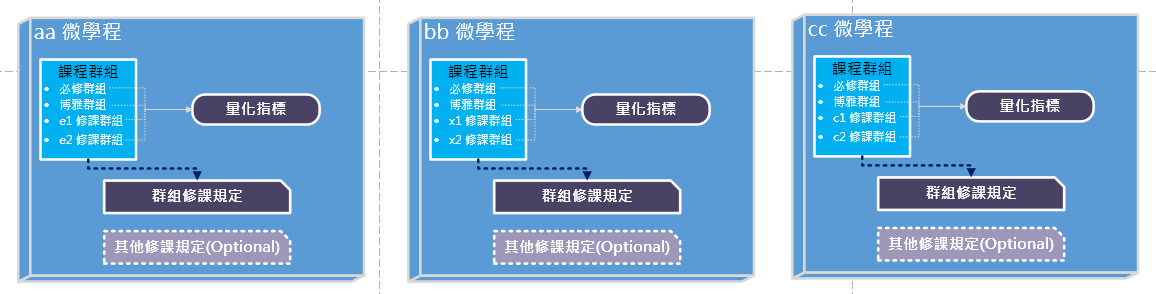 aa 微學程
課程群組
必修群組
博雅群組
e1 修課群組
e2 修課群組
量化指標
群組修課規定
其他修課規定(Optional)
bb 微學程
課程群組
必修群組
博雅群組
x1 修課群組
x2 修課群組
量化指標
群組修課規定
其他修課規定(Optional)
cc 微學程
課程群組
必修群組
博雅群組
c1 修課群組
c2 修課群組
量化指標
群組修課規定
其他修課規定(Optional)